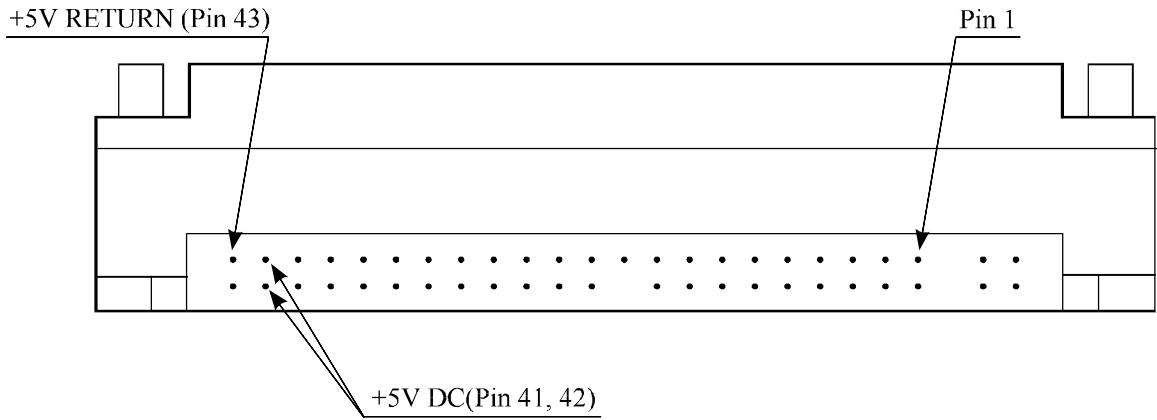 +5V RETURN (Pin 43)
Pin 1
+5V DC(Pin 41, 42)